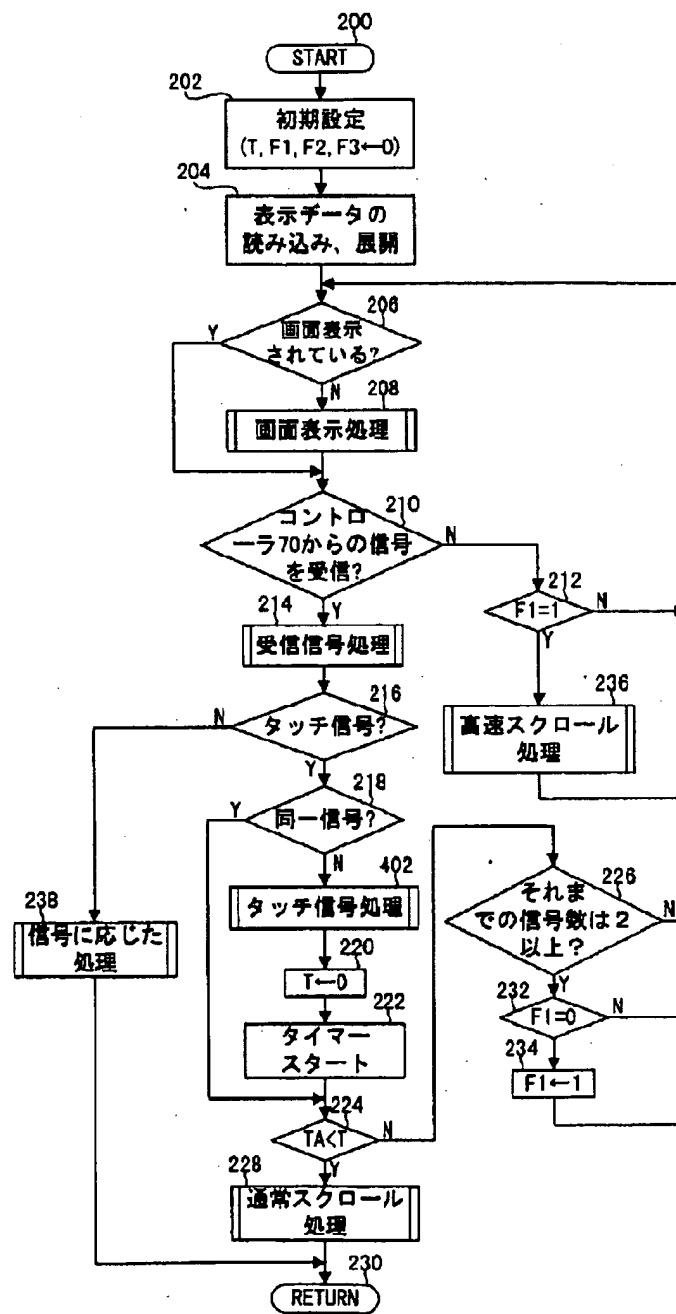 200
START
202
初期設定
(T, F1, F2, F3←0)
204
表示データの
読み込み、展開
206
画面表示
されている?
Y
N
208
画面表示処理
210
コントロ
ーラ70からの信号
を受信?
N
Y
212
F1=1
N
Y
214
受信信号処理
236
高速スクロール
処理
216
タッチ信号?
N
Y
218
同一信号?
Y
N
402
タッチ信号処理
226
それま
での信号数は2
以上?
N
Y
238
信号に応じた
処理
220
T←0
222
タイマー
スタート
232
F1=0
N
Y
234
F1←1
224
TA<T
N
Y
228
通常スクロール
処理
230
RETURN